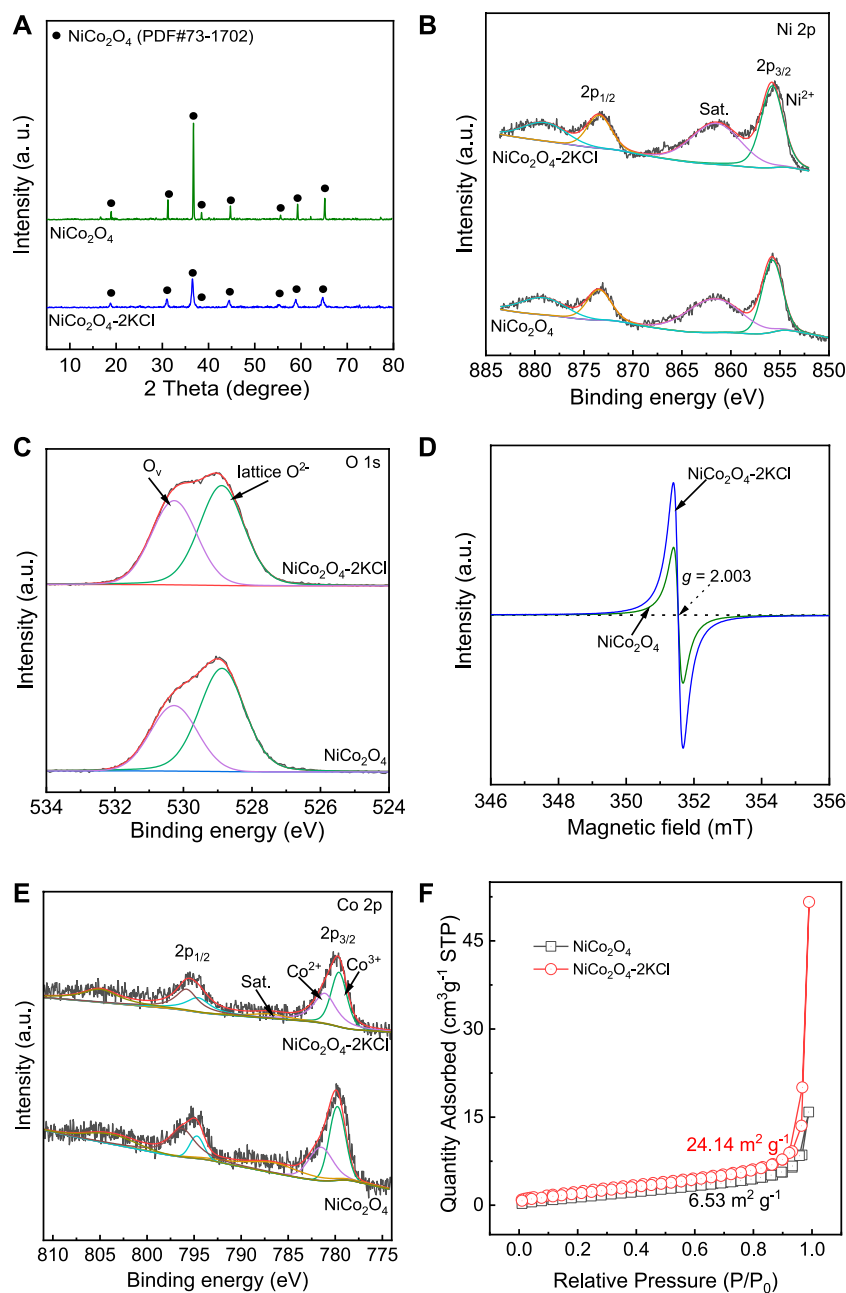 A
● NiCo₂O₄ (PDF#73-1702)
NiCo₂O₄
NiCo₂O₄-2KCl
Intensity (a. u.)
10 20 30 40 50 60 70 80
2 Theta (degree)
B
Ni 2p
2p₁/₂
Sat.
2p₃/₂
Ni²⁺
NiCo₂O₄-2KCl
NiCo₂O₄
Intensity (a.u.)
885 880 875 870 865 860 855 850
Binding energy (eV)
C
O 1s
Oᵥ
lattice O²⁻
NiCo₂O₄-2KCl
NiCo₂O₄
Intensity (a.u.)
534 532 530 528 526 524
Binding energy (eV)
D
NiCo₂O₄-2KCl
g = 2.003
NiCo₂O₄
Intensity (a.u.)
346 348 350 352 354 356
Magnetic field (mT)
E
Co 2p
2p₁/₂
2p₃/₂
Sat.
Co²⁺
Co³⁺
NiCo₂O₄-2KCl
NiCo₂O₄
Intensity (a.u.)
810 805 800 795 790 785 780 775
Binding energy (eV)
F
NiCo₂O₄
NiCo₂O₄-2KCl
24.14 m² g⁻¹
6.53 m² g⁻¹
Quantity Adsorbed (cm³g⁻¹ STP)
45
30
15
0
0.0 0.2 0.4 0.6 0.8 1.0
Relative Pressure (P/P₀)